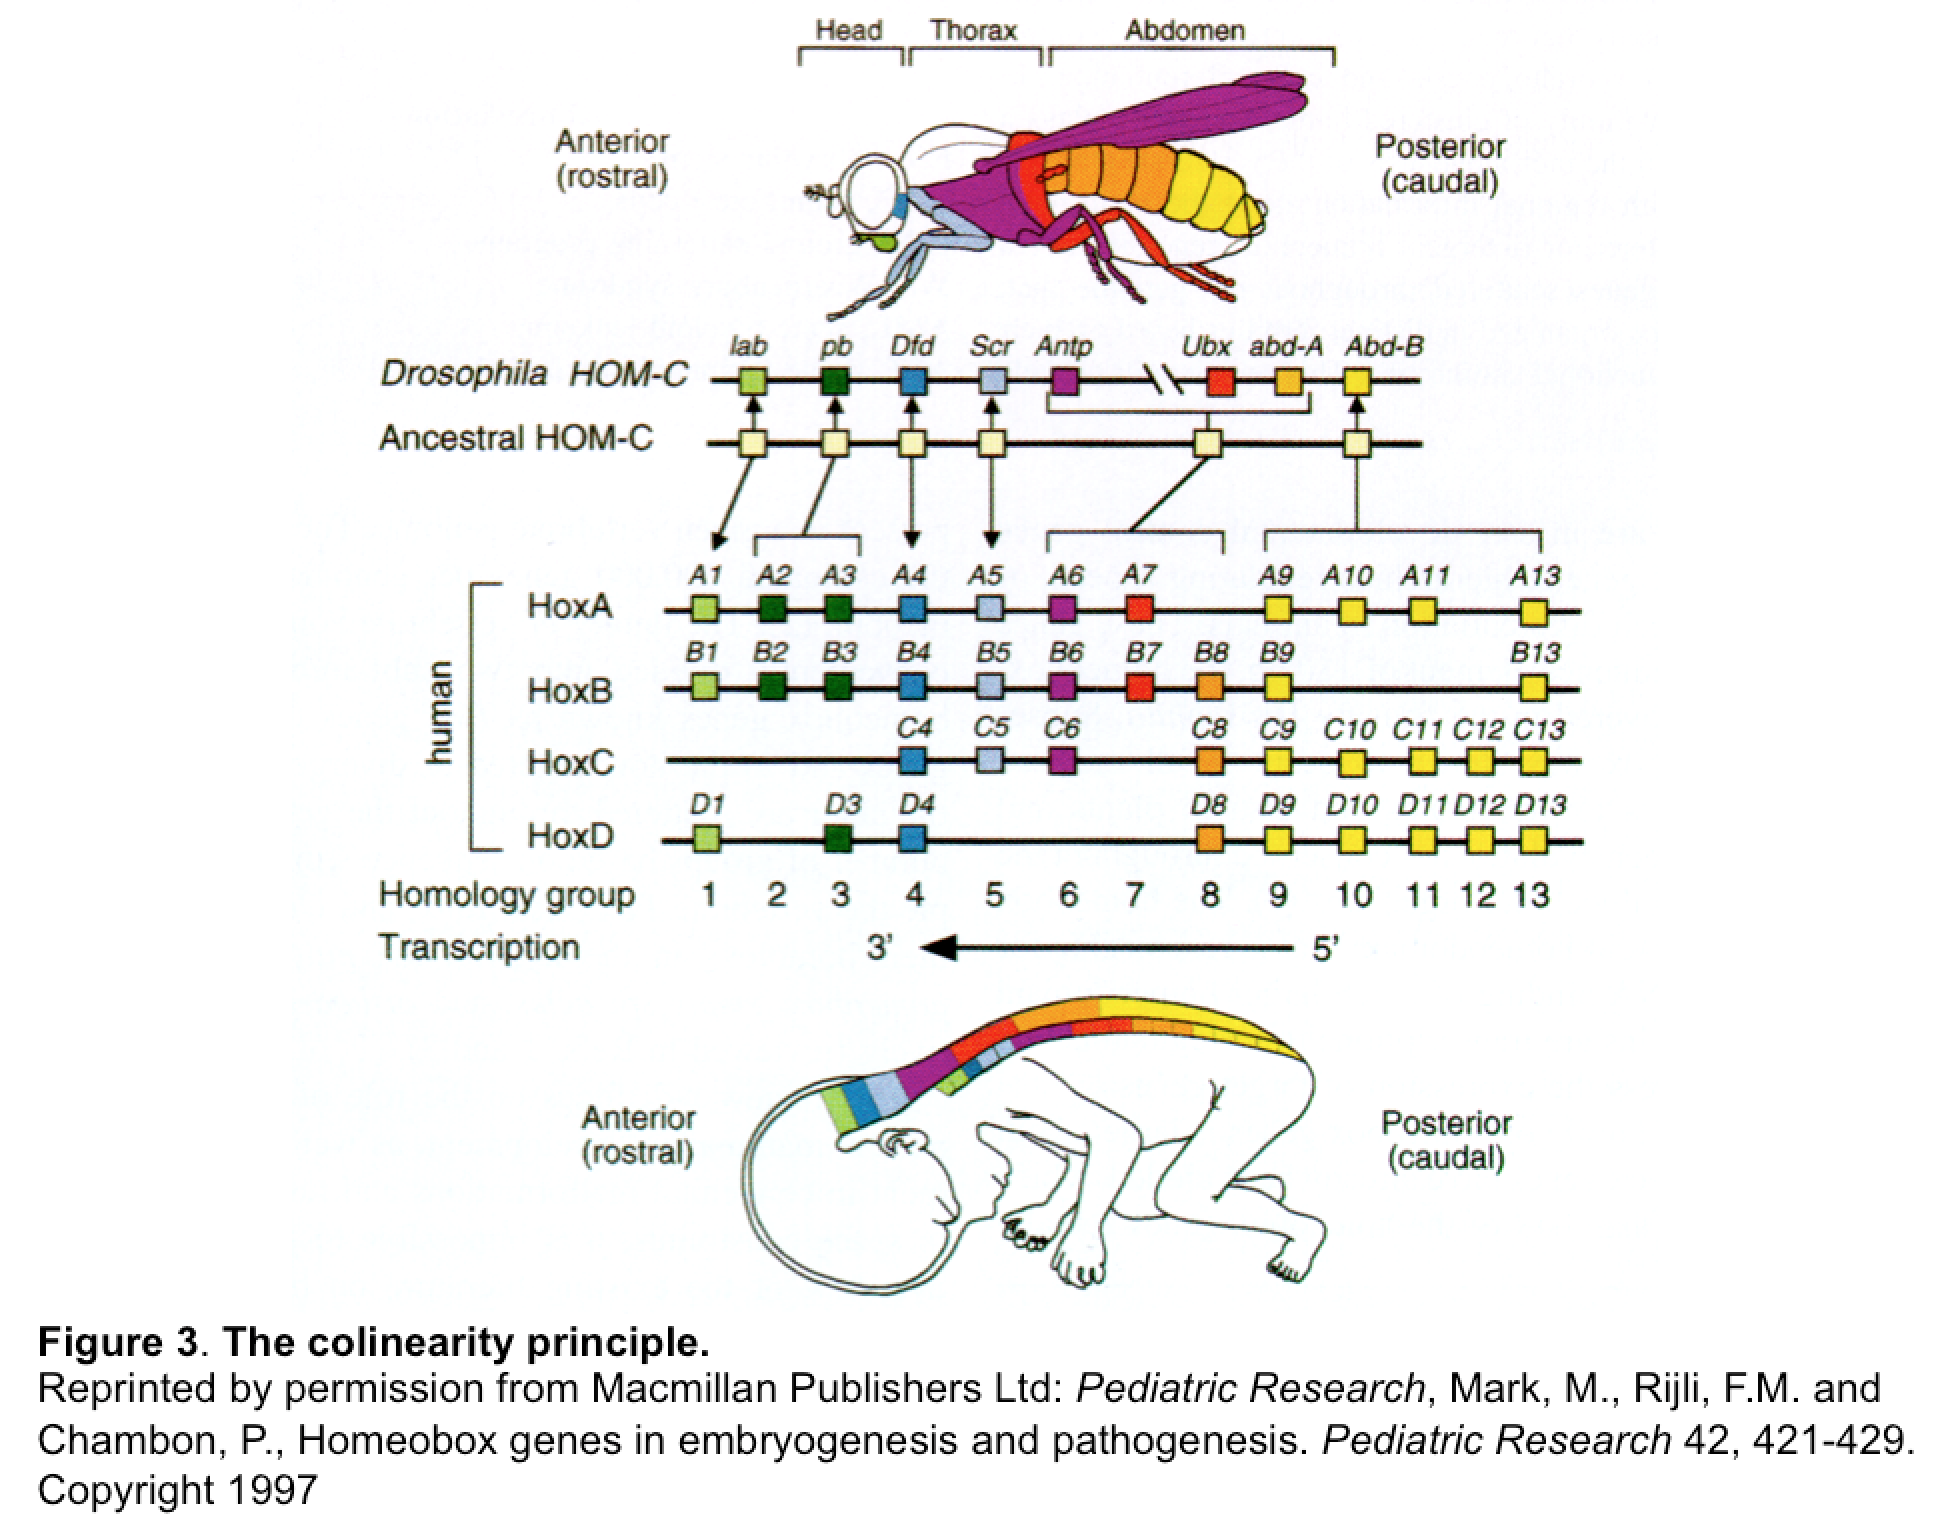 Head Thorax Abdomen
Anterior
(rostral)
Posterior
(caudal)
lab pb Dfd Scr Antp Ubx abd-A Abd-B
Drosophila HOM-C
Ancestral HOM-C
A1 A2 A3 A4 A5 A6 A7 A9 A10 A11 A13
HoxA
B1 B2 B3 B4 B5 B6 B7 B8 B9 B13
HoxB
human
C4 C5 C6 C8 C9 C10 C11 C12 C13
HoxC
D1 D3 D4 D8 D9 D10 D11 D12 D13
HoxD
Homology group 1 2 3 4 5 6 7 8 9 10 11 12 13
Transcription 3’ 5’
Anterior
(rostral)
Posterior
(caudal)
Figure 3. The colinearity principle.
Reprinted by permission from Macmillan Publishers Ltd: Pediatric Research, Mark, M., Rijli, F.M. and
Chambon, P., Homeobox genes in embryogenesis and pathogenesis. Pediatric Research 42, 421-429.
Copyright 1997